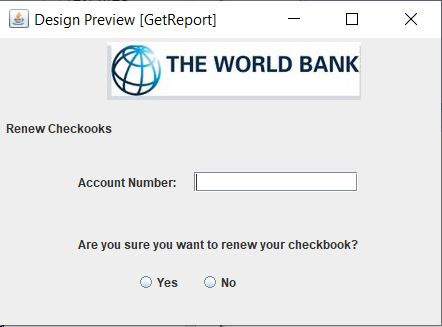 Design Preview [GetReport]
THE WORLD BANK
Renew Checkooks
Account Number:
Are you sure you want to renew your checkbook?
Yes No